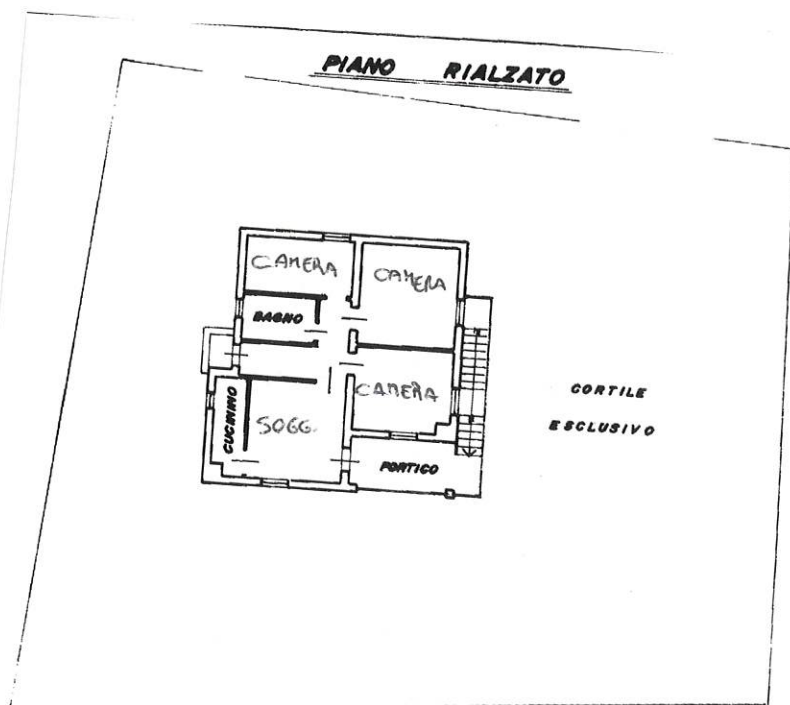 PIANO RIALZATO
CAMERA
CAMERA
BAGNO
CAMERA
CUCININO
SOGG.
PORTICO
CORTILE
ESCLUSIVO